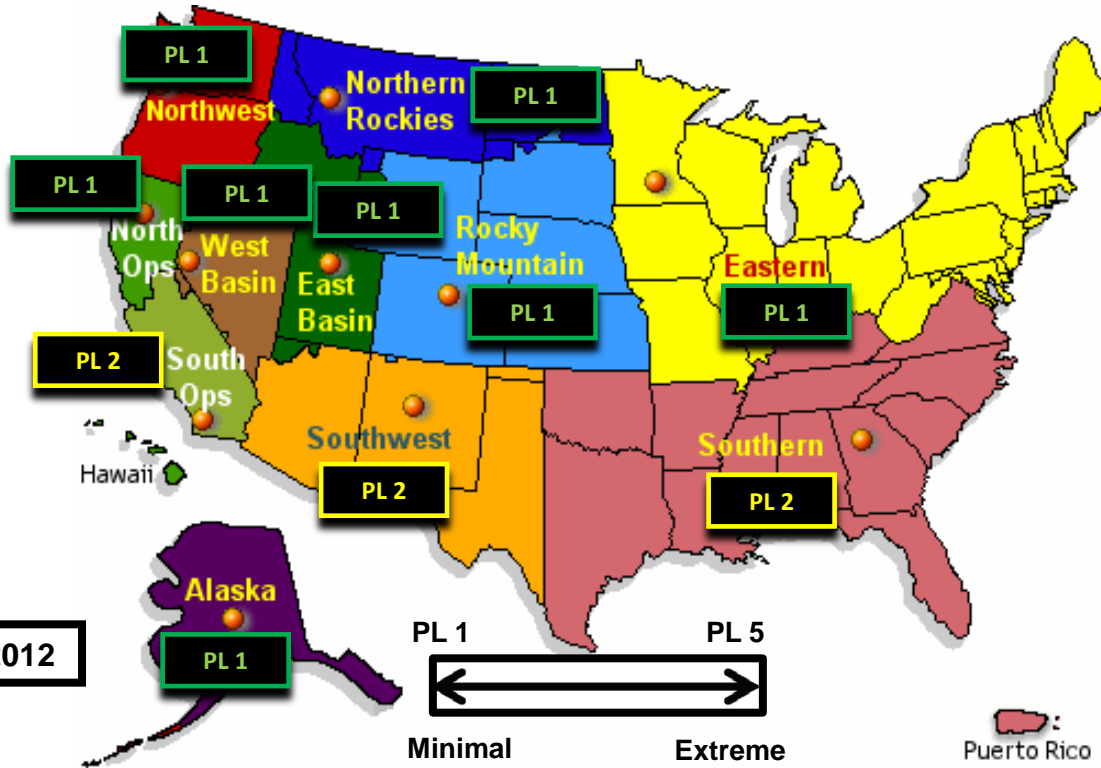 PL 1
Northwest
Northern
Rockies
PL 1
PL 1
North
Ops
PL 1
West
Basin
PL 1
East
Basin
Rocky
Mountain
PL 1
Eastern
PL 1
PL 2
South
Ops
Southwest
PL 2
Southern
PL 2
Hawaii
Alaska
PL 1
012
PL 1
PL 5
Minimal
Extreme
Puerto Rico